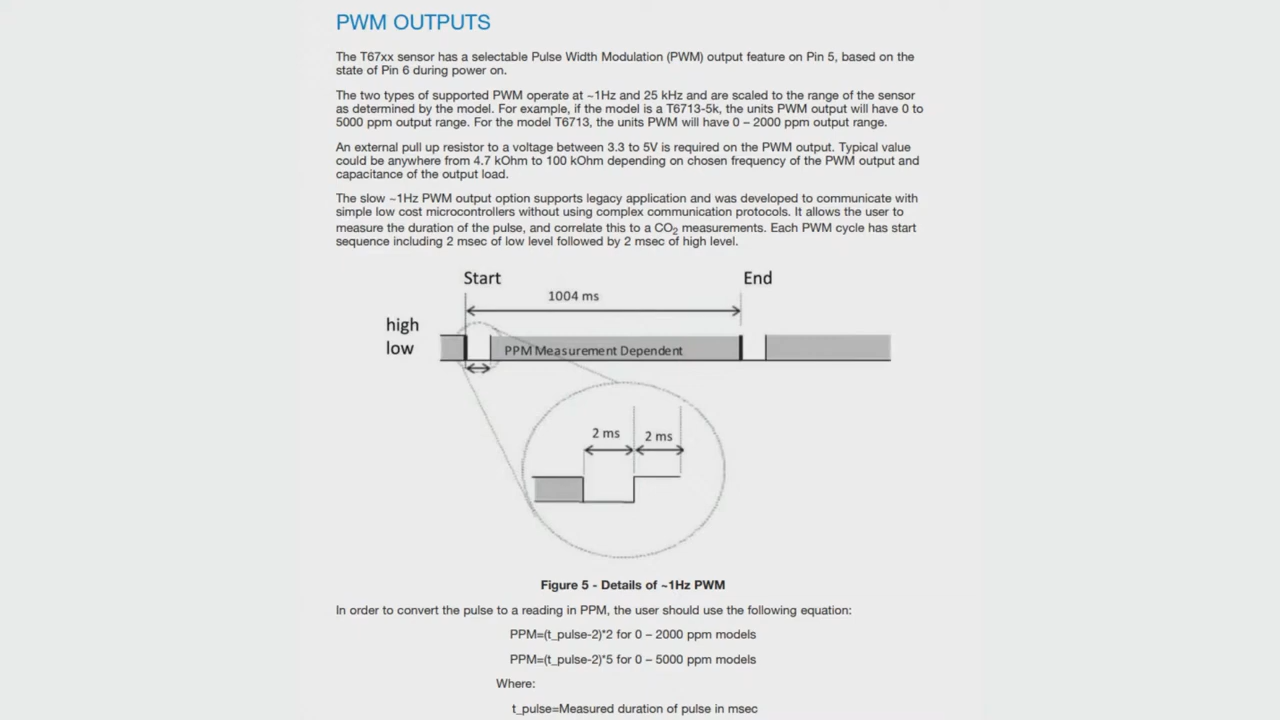 PWM OUTPUTS
The T67xx sensor has a selectable Pulse Width Modulation (PWM) output feature on Pin 5, based on the
state of Pin 6 during power on.
The two types of supported PWM operate at ~1Hz and 25 kHz and are scaled to the range of the sensor
as determined by the model. For example, if the model is a T6713-5k, the units PWM output will have 0 to
5000 ppm output range. For the model T6713, the units PWM will have 0 – 2000 ppm output range.
An external pull up resistor to a voltage between 3.3 to 5V is required on the PWM output. Typical value
could be anywhere from 4.7 kOhm to 100 kOhm depending on chosen frequency of the PWM output and
capacitance of the output load.
The slow ~1Hz PWM output option supports legacy application and was developed to communicate with
simple low cost microcontrollers without using complex communication protocols. It allows the user to
measure the duration of the pulse, and correlate this to a CO2 measurements. Each PWM cycle has start
sequence including 2 msec of low level followed by 2 msec of high level.
Start
End
1004 ms
high
low
PPM Measurement Dependent
2 ms
2 ms
Figure 5 - Details of ~1Hz PWM
In order to convert the pulse to a reading in PPM, the user should use the following equation:
PPM=(t_pulse-2)*2 for 0 – 2000 ppm models
PPM=(t_pulse-2)*5 for 0 – 5000 ppm models
Where:
t_pulse=Measured duration of pulse in msec